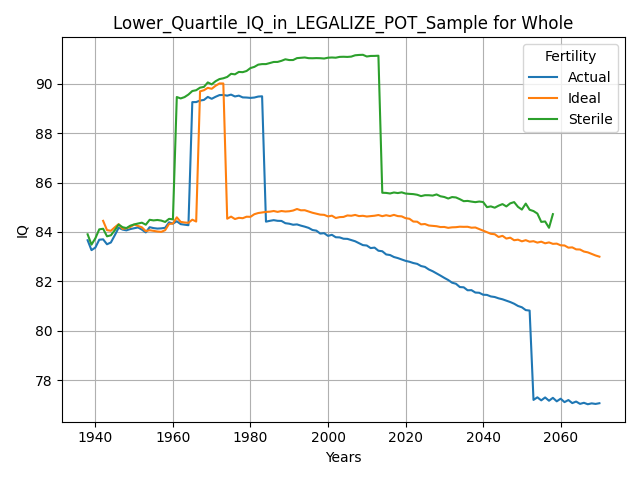 Lower_Quartile_IQ_in_LEGALIZE_POT_Sample for Whole
Fertility
Actual
Ideal
Sterile
IQ
90
88
86
84
82
80
78
1940 1960 1980 2000 2020 2040 2060
Years